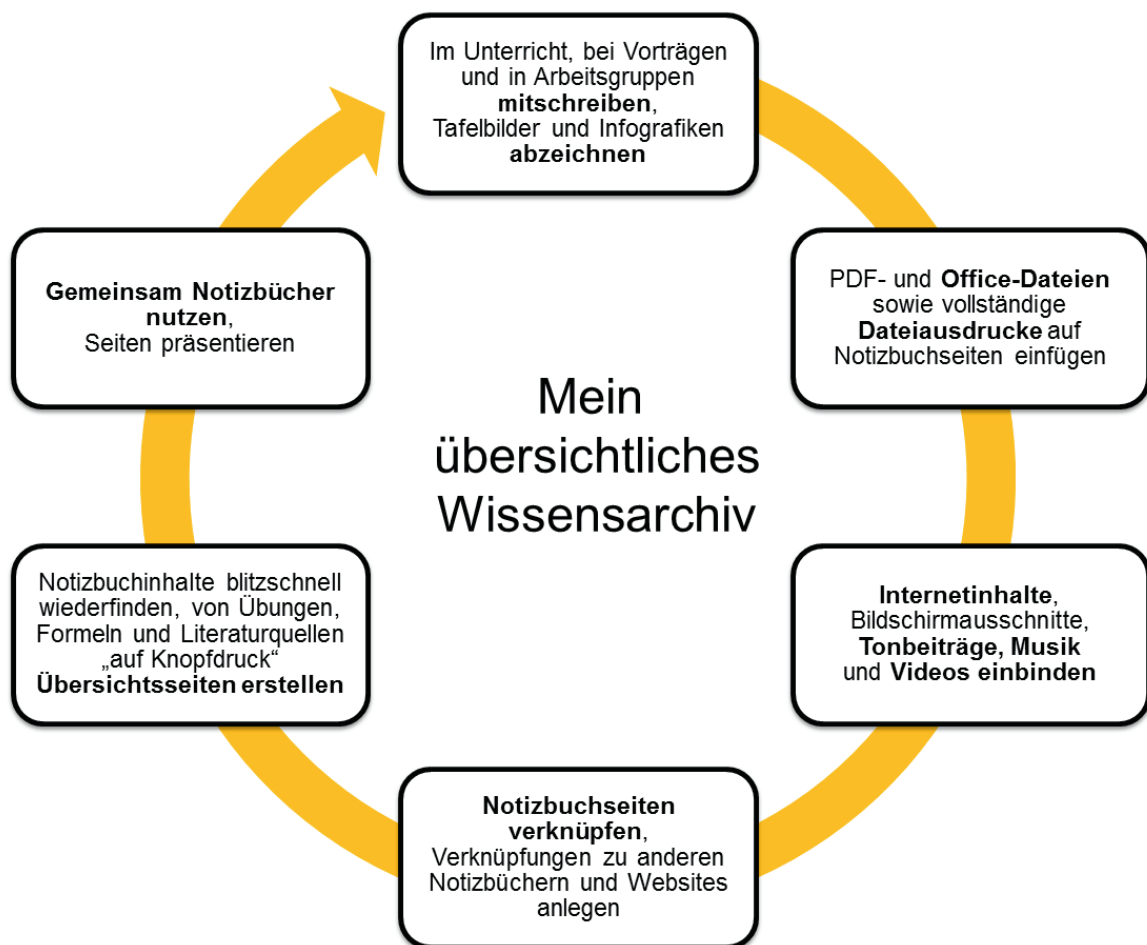 Im Unterricht, bei Vorträgen
und in Arbeitsgruppen
mitschreiben,
Tafelbilder und Infografiken
abzeichnen
PDF- und Office-Dateien
sowie vollständige
Dateiausdrucke auf
Notizbuchseiten einfügen
Internetinhalte,
Bildschirmausschnitte,
Tonbeiträge, Musik
und Videos einbinden
Notizbuchseiten
verknüpfen,
Verknüpfungen zu anderen
Notizbüchern und Websites
anlegen
Notizbuchinhalte blitzschnell
wiederfinden, von Übungen,
Formeln und Literaturquellen
„auf Knopfdruck“
Übersichtsseiten erstellen
Gemeinsam Notizbücher
nutzen,
Seiten präsentieren
Mein
übersichtliches
Wissensarchiv